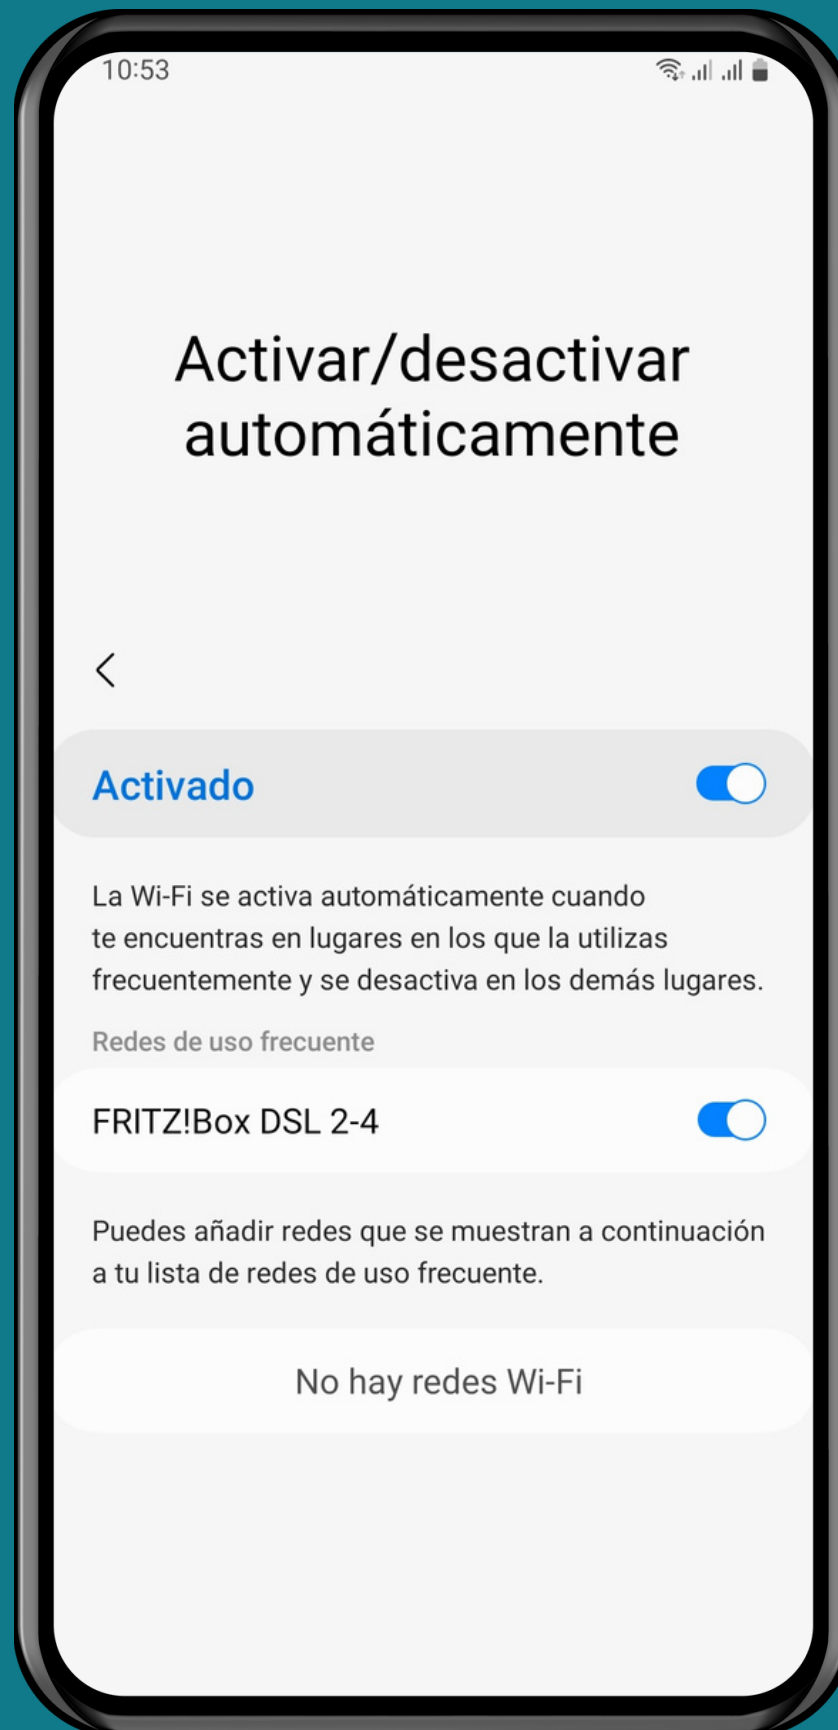 10:53
Activar/desactivar
automáticamente
Activado
La Wi-Fi se activa automáticamente cuando
te encuentras en lugares en los que la utilizas
frecuentemente y se desactiva en los demás lugares.
Redes de uso frecuente
FRITZ!Box DSL 2-4
Puedes añadir redes que se muestran a continuación
a tu lista de redes de uso frecuente.
No hay redes Wi-Fi